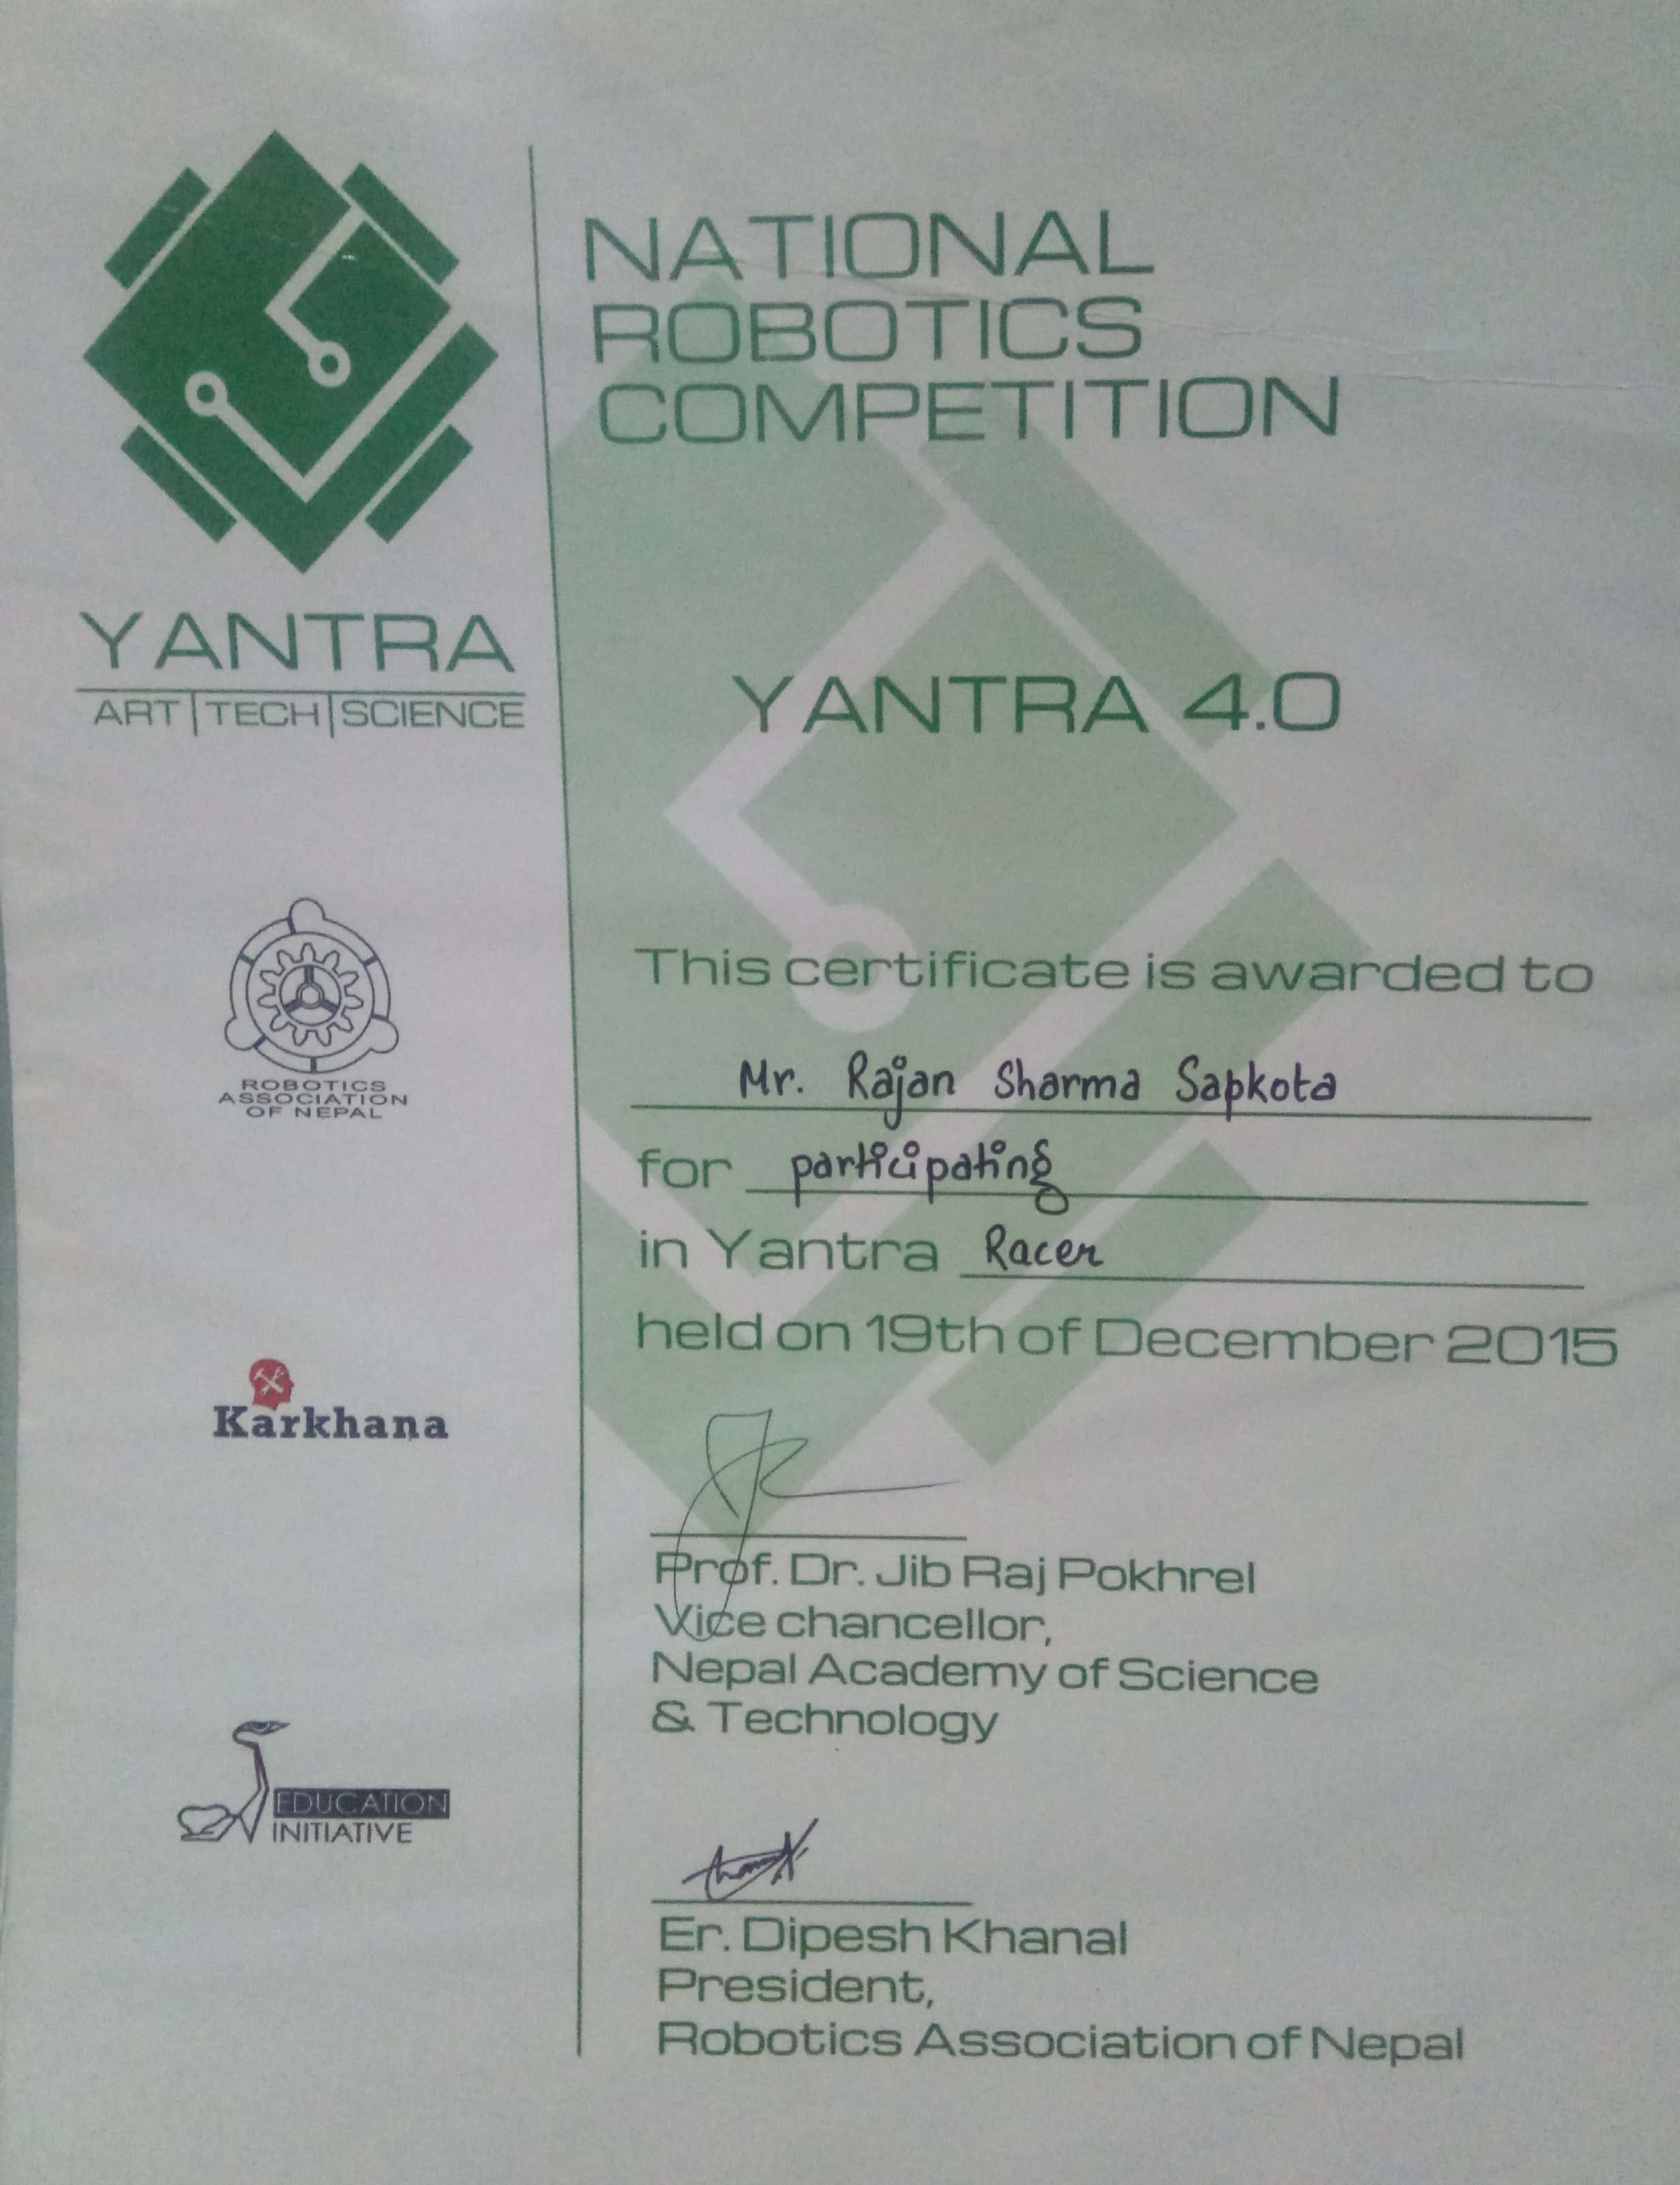 NATIONAL
ROBOTICS
COMPETITION
YANTRA
ART|TECH|SCIENCE
YANTRA 4.0
ROBOTICS
ASSOCIATION
OF NEPAL
Karkhana
EDUCATION
INITIATIVE
This certificate is awarded to
Mr. Rajan Sharma Sapkota
for participating
in Yantra Racer
held on 19th of December 2015
Prof. Dr. Jib Raj Pokhrel
Vice chancellor,
Nepal Academy of Science
& Technology
Er. Dipesh Khanal
President,
Robotics Association of Nepal